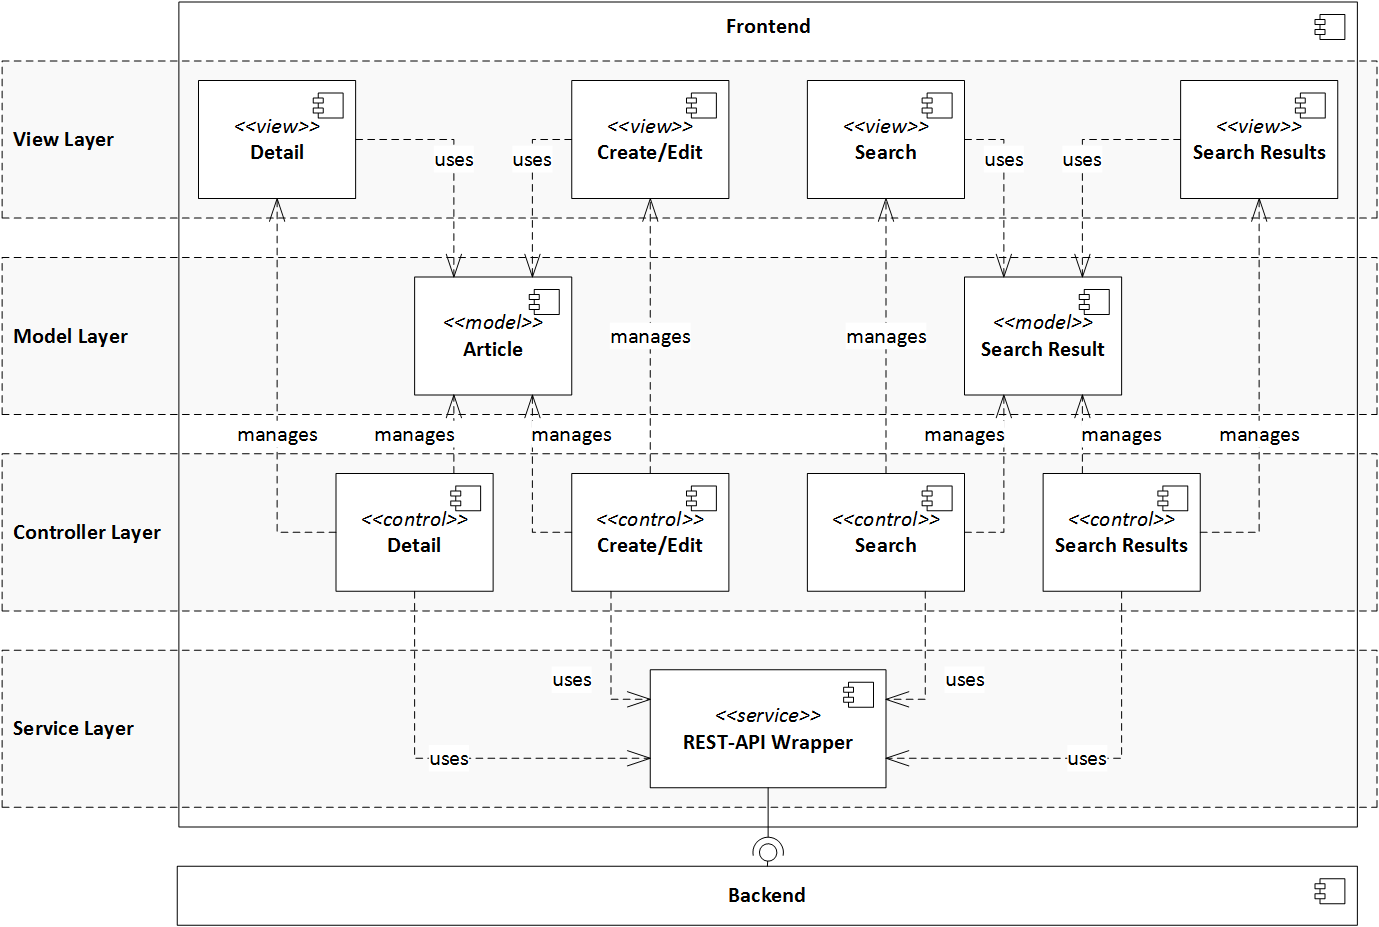 Frontend
View Layer
<<view>>
Detail
uses
uses
<<view>>
Create/Edit
<<view>>
Search
uses
uses
<<view>>
Search Results
Model Layer
<<model>>
Article
manages
manages
<<model>>
Search Result
manages
manages
manages
manages
manages
manages
Controller Layer
<<control>>
Detail
<<control>>
Create/Edit
<<control>>
Search
<<control>>
Search Results
uses
uses
Service Layer
<<service>>
REST-API Wrapper
uses
uses
Backend